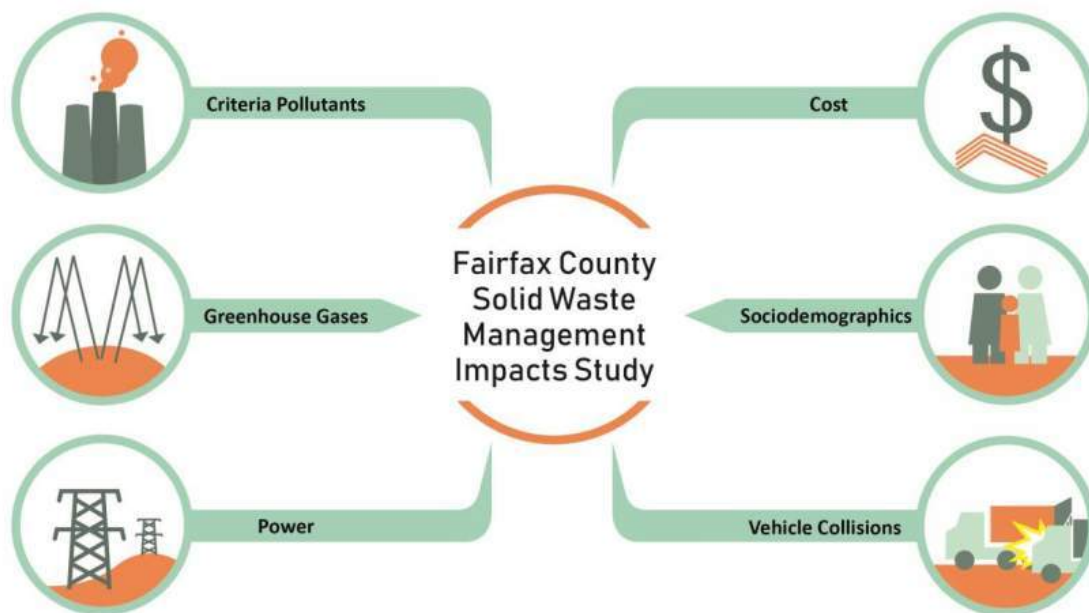 Criteria Pollutants
Cost
Fairfax County
Solid Waste
Management
Impacts Study
Greenhouse Gases
Sociodemographics
Power
Vehicle Collisions
$